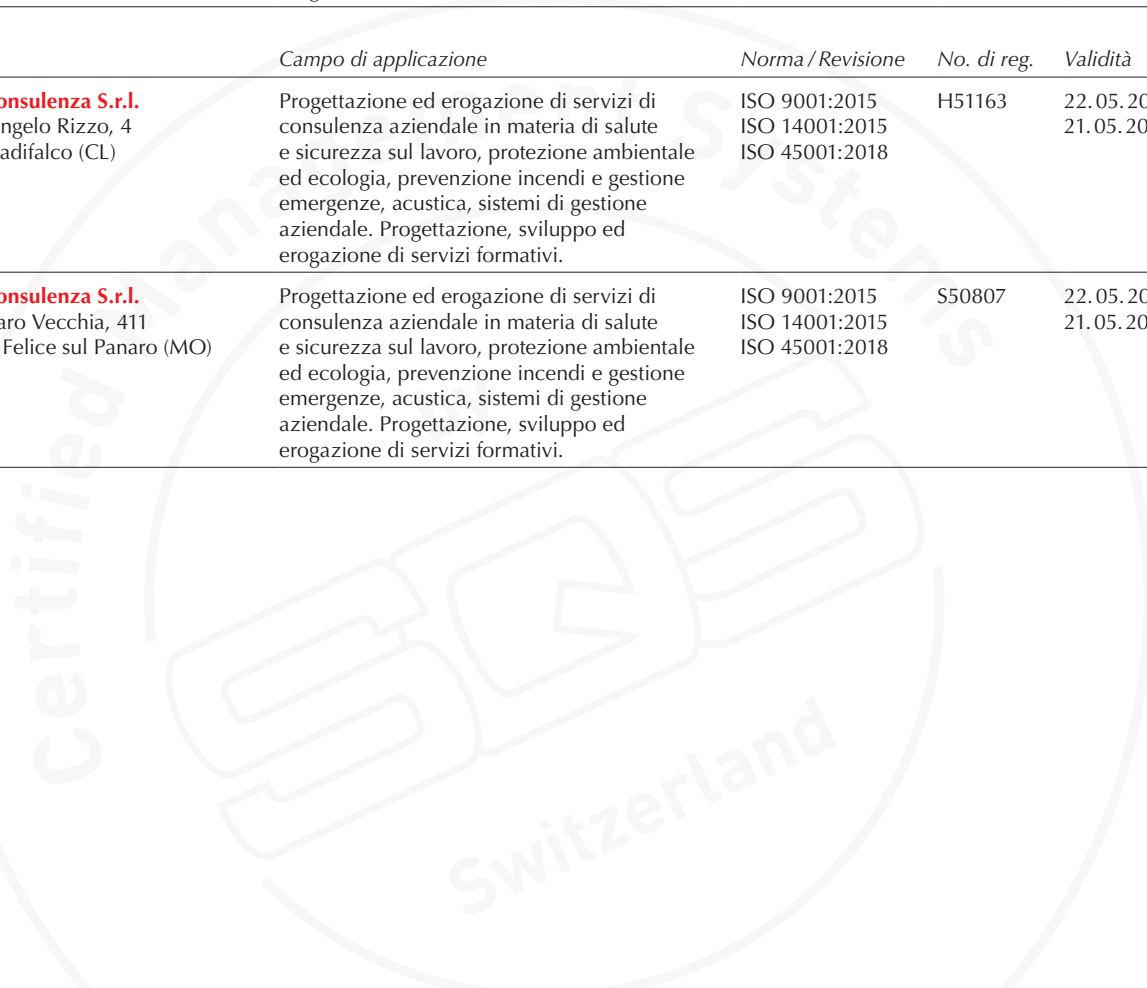 Campo di applicazione Norma / Revisione No. di reg. Validità
onsulenza S.r.l. Progettazione ed erogazione di servizi di ISO 9001:2015 H51163 22.05.20
ngelo Rizzo, 4 consulenza aziendale in materia di salute ISO 14001:2015 21.05.20
adifalco (CL) e sicurezza sul lavoro, protezione ambientale ISO 45001:2018
ed ecologia, prevenzione incendi e gestione
emergenze, acustica, sistemi di gestione
aziendale. Progettazione, sviluppo ed
erogazione di servizi formativi.
onsulenza S.r.l. Progettazione ed erogazione di servizi di ISO 9001:2015 S50807 22.05.20
aro Vecchia, 411 consulenza aziendale in materia di salute ISO 14001:2015 21.05.20
Felice sul Panaro (MO) e sicurezza sul lavoro, protezione ambientale ISO 45001:2018
ed ecologia, prevenzione incendi e gestione
emergenze, acustica, sistemi di gestione
aziendale. Progettazione, sviluppo ed
erogazione di servizi formativi.
Certified Management Systems
by
SQS
Switzerland